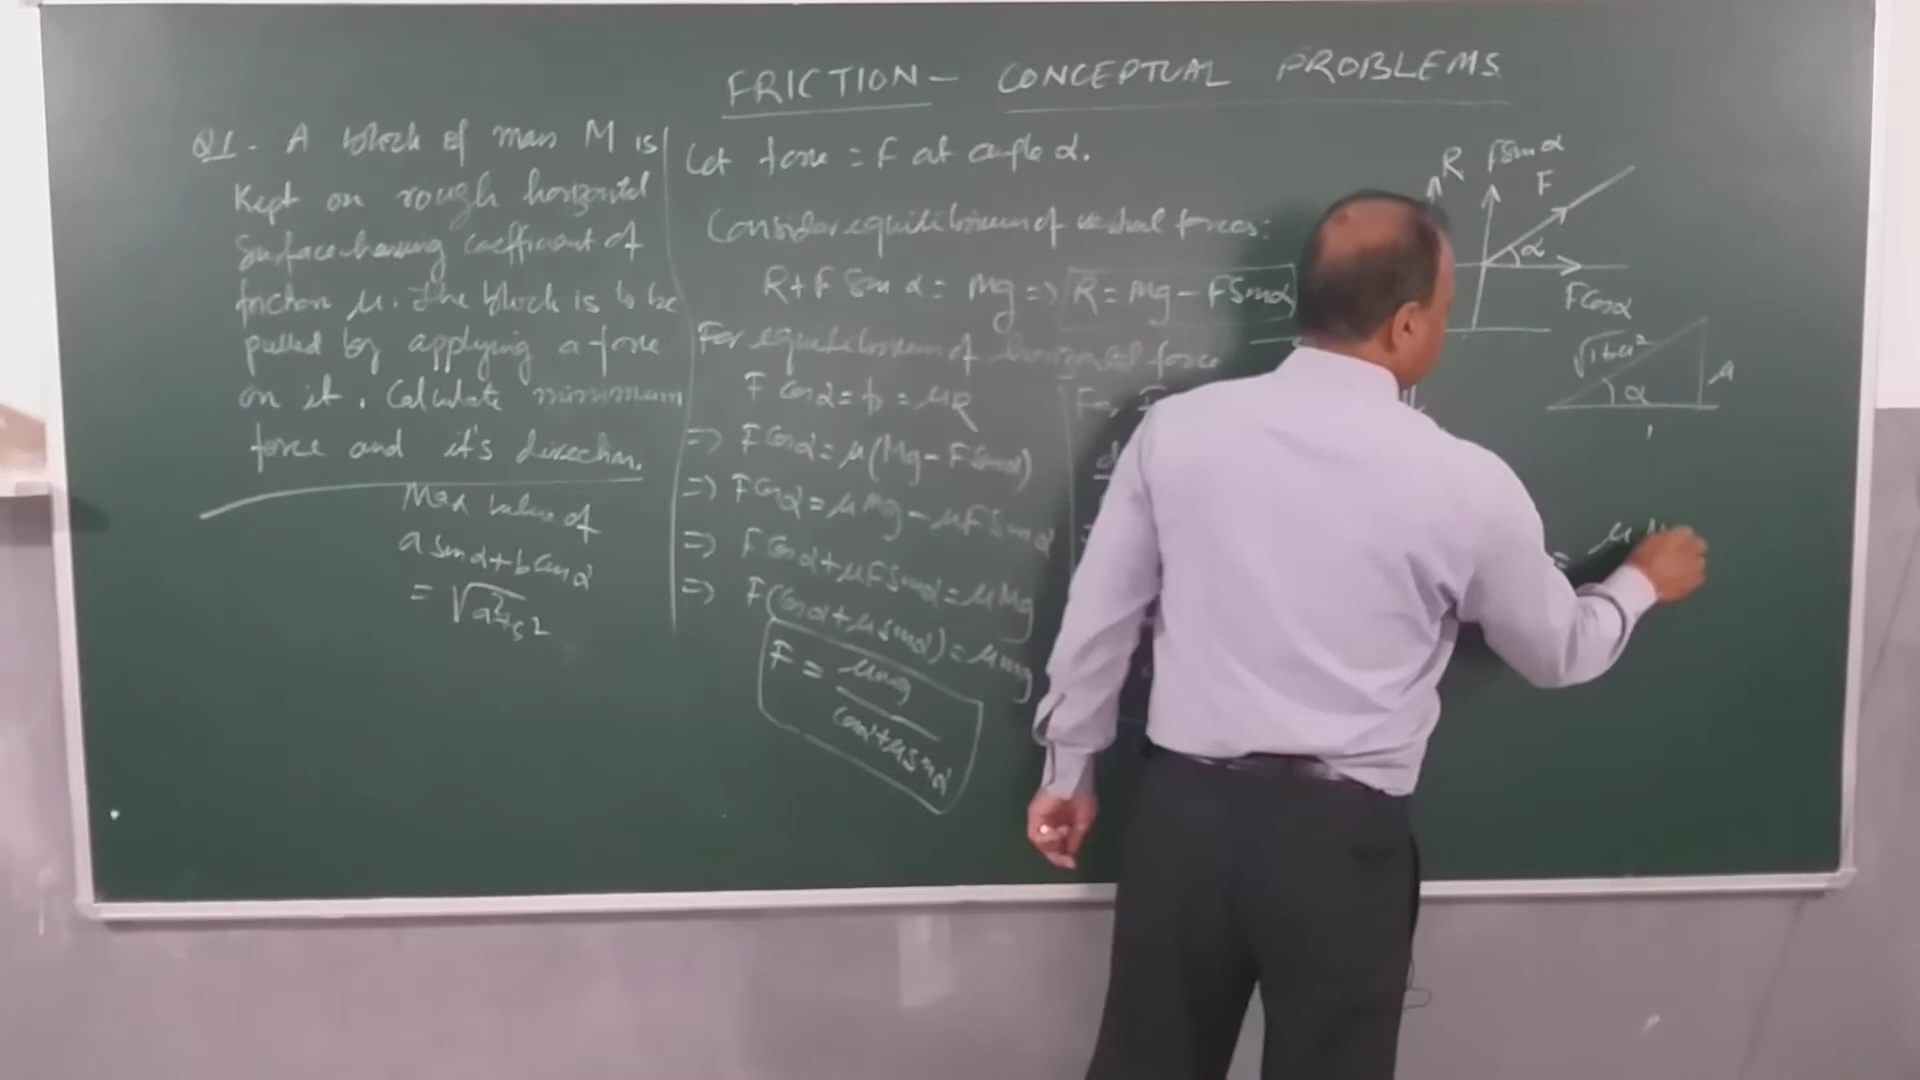 FRICTION - CONCEPTUAL PROBLEMS
Q1. A block of mass M is
kept on rough horizontal
surface having coefficient of
friction μ. The block is to be
pulled by applying a force
on it. Calculate minimum
force and it's direction.
Max value of
a sin α + b cos α
= √a²+c²
Let force = F at angle α.
Consider equilibrium of vertical forces:
R + F Sin α = Mg => R = Mg - F Sin α
For equilibrium of horizontal force
F Cos α = f = μR
=> F Cos α = μ(Mg - F Sin α)
=> F Cos α = μMg - μF Sin α
=> F Cos α + μF Sin α = μMg
=> F(Cos α + μ Sin α) = μmg
F = μmg / cos α + μ sin α
For
R
F Sin α
F
α
F Cos α
√1+μ²
α
μ
1
= μ